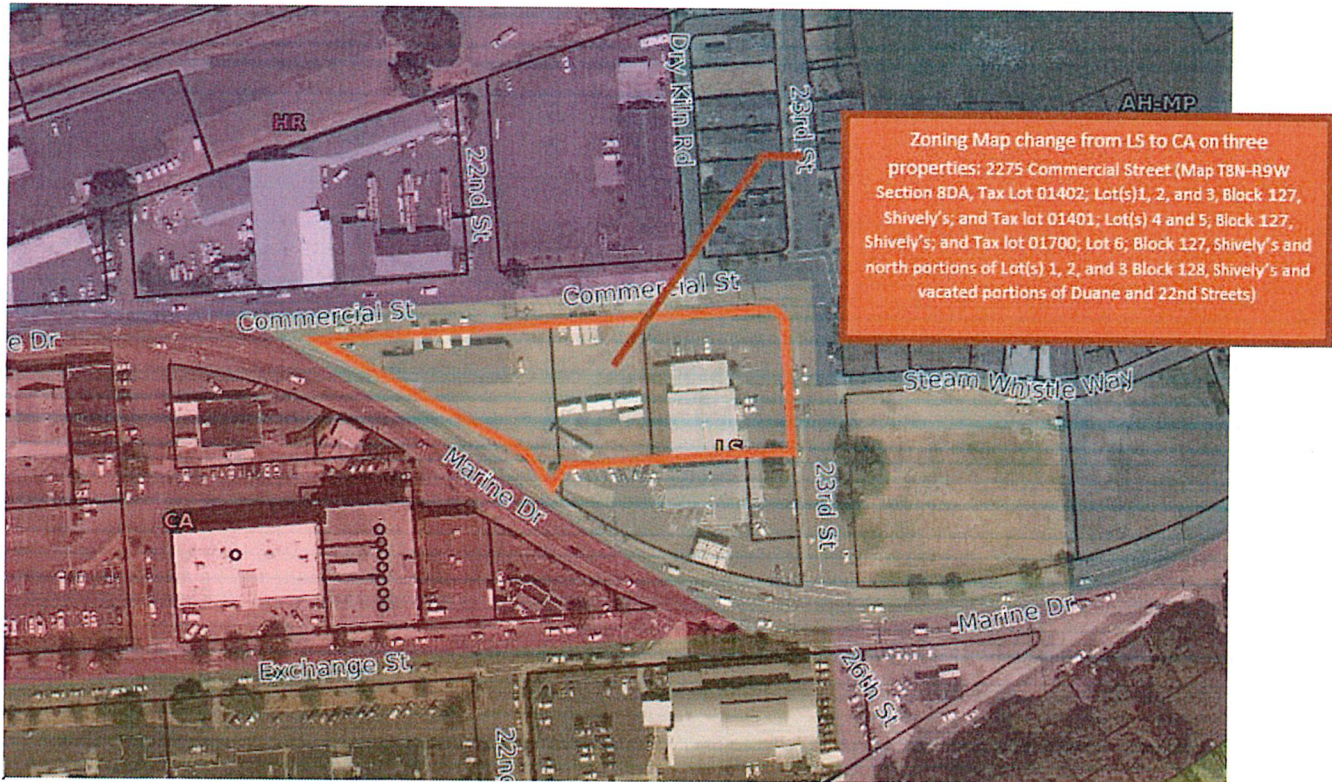 HR
22nd St
Dry Kiln Rd
23rd St
AH-MP
Zoning Map change from LS to CA on three
properties; 2275 Commercial Street (Map T8N-R9W
Section 8DA, Tax Lot 01402; Lot(s)1, 2, and 3, Block 127,
Shively's; and Tax lot 01401; Lot(s) 4 and 5; Block 127,
Shively's; and Tax lot 01700, Lot 6; Block 127, Shively's and
north portions of Lot(s) 1, 2, and 3 Block 128, Shively's and
vacated portions of Duane and 22nd Streets)
Commercial St
Commercial St
e Dr
Steam Whistle Way
LS
Marine Dr
23rd St
CA
Marine Dr
Exchange St
26th St
22nd